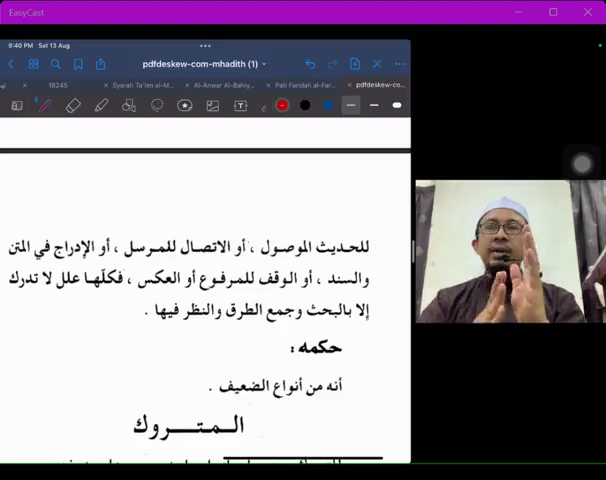 EasyCast
9:40 PM Sat 13 Aug
pdfdeskew-com-mhadith (1)
18245
Syarah Ta'lim al-M...
Al-Anwar Al-Bahiy...
Pati Faridah al-Far...
pdfdeskew-co...
للحديث الموصول ، أو الاتصال للمرسل ، أو الإدراج في المتن
والسند ، أو الوقف للمرفوع أو العكس ، فكلّها علل لا تدرك
إلا بالبحث وجمع الطرق والنظر فيها .
حكمه :
أنه من أنواع الضعيف .
المتروك